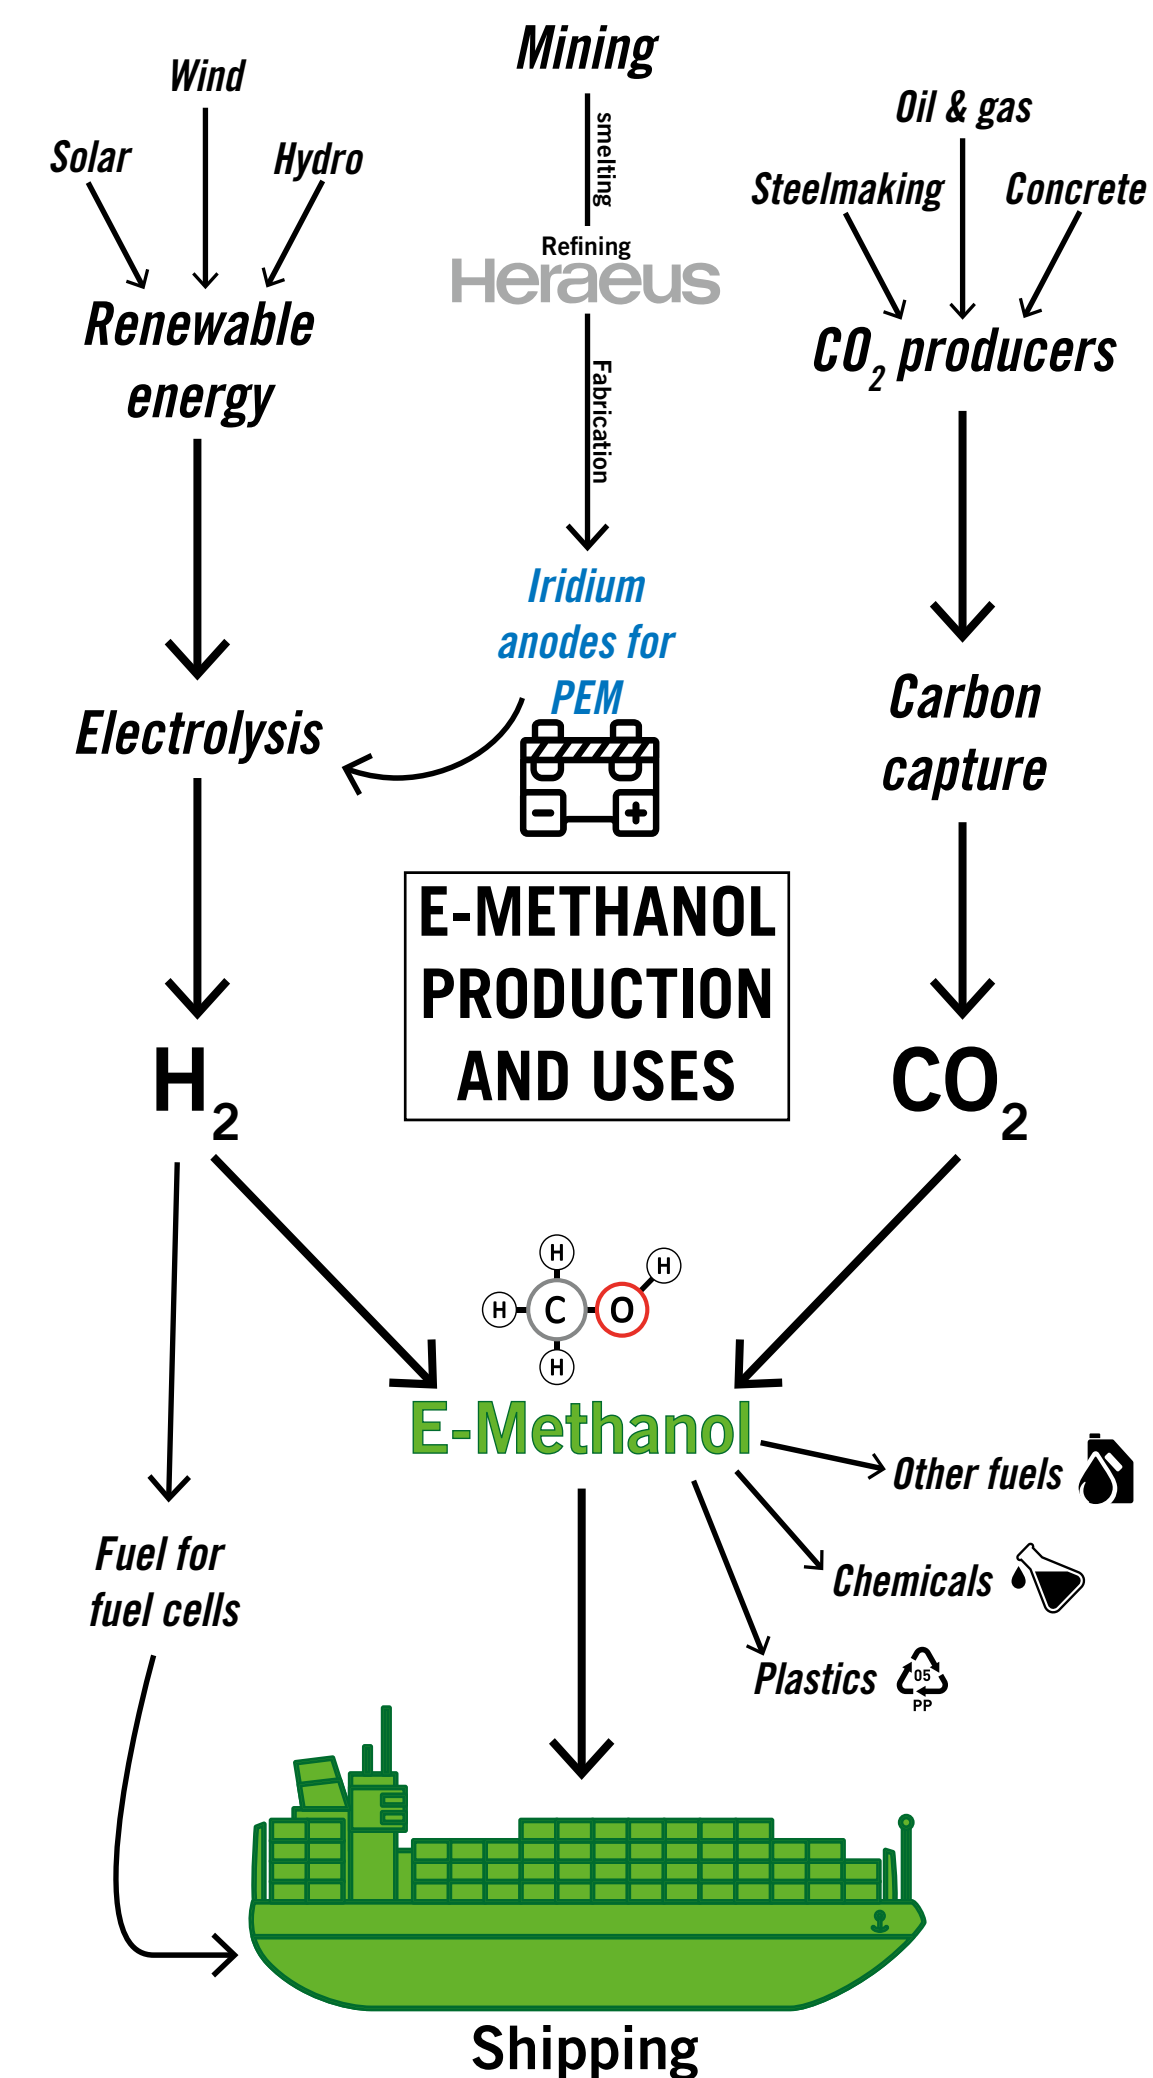 Mining
Wind
Solar
Hydro
smelting
Oil & gas
Steelmaking
Concrete
Refining
Heraeus
Renewable
energy
CO₂ producers
Fabrication
Iridium
anodes for
PEM
Electrolysis
Carbon
capture
- +
E-METHANOL
PRODUCTION
AND USES
H₂
CO₂
H
H
H
C
O
H
E-Methanol
Other fuels
Chemicals
Plastics
05
PP
Fuel for
fuel cells
Shipping